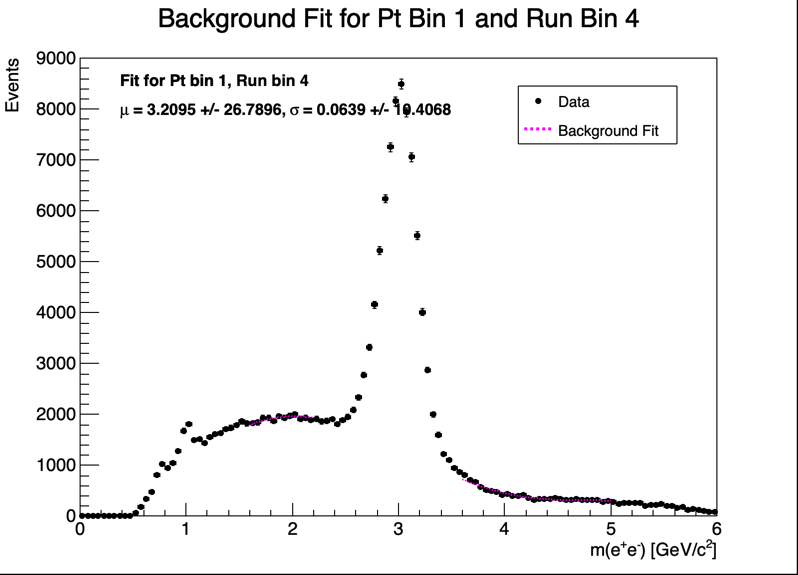 Background Fit for Pt Bin 1 and Run Bin 4
Events
9000
8000
7000
6000
5000
4000
3000
2000
1000
0
Fit for Pt bin 1, Run bin 4
μ = 3.2095 +/- 26.7896, σ = 0.0639 +/-
Data
Background Fit
0 1 2 3 4 5 6
m(e⁺e⁻) [GeV/c²]